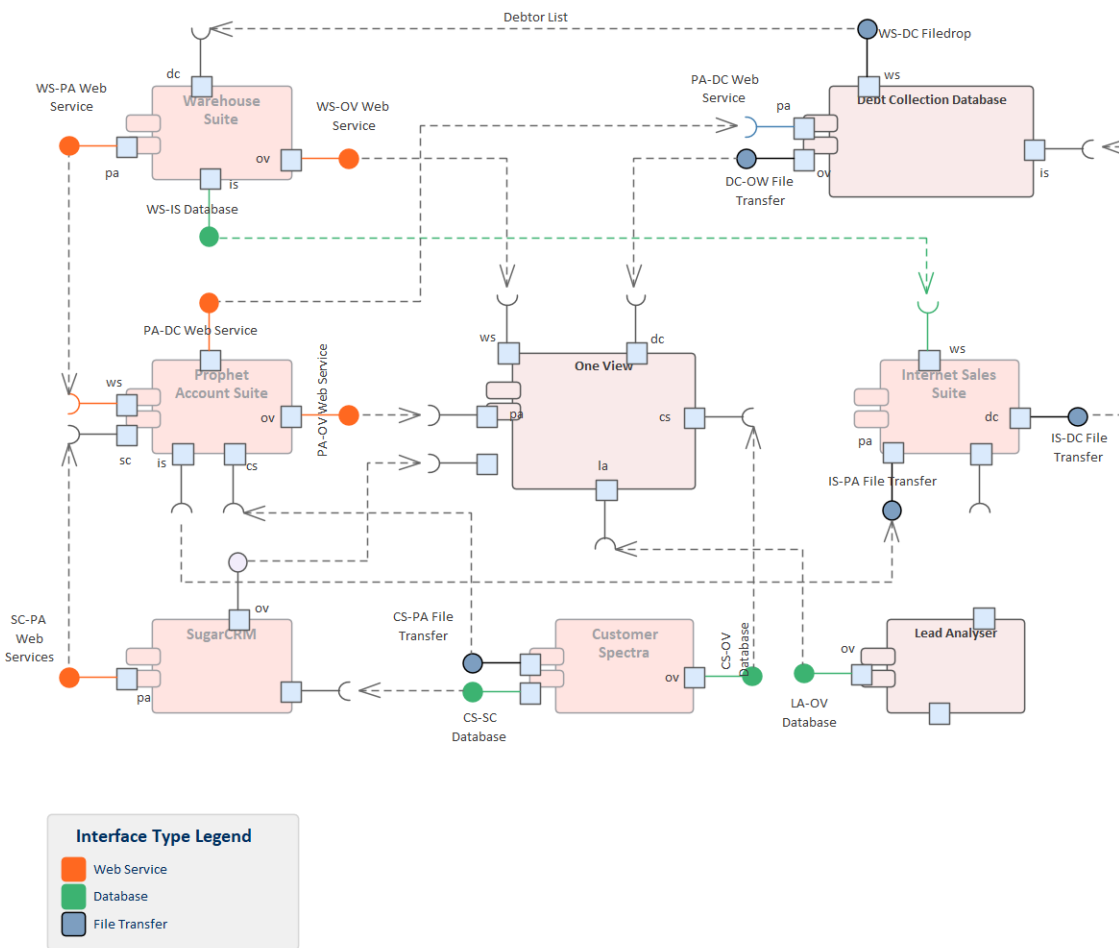 Debtor List
WS-DC Filedrop
dc
ws
WS-PA Web
Service
Warehouse
Suite
WS-OV Web
Service
PA-DC Web
Service
pa
Debt Collection Database
ov
pa
is
ov
is
DC-OW File
Transfer
WS-IS Database
PA-DC Web Service
ws
dc
ws
Prophet
Account Suite
PA-OV Web Service
One View
Internet Sales
Suite
ws
ov
pa
cs
dc
pa
IS-DC File
Transfer
sc
is
cs
la
IS-PA File Transfer
SC-PA
Web
Services
ov
SugarCRM
CS-PA File
Transfer
Customer
Spectra
CS-OV
Database
Lead Analyser
ov
ov
pa
CS-SC
Database
LA-OV
Database
Interface Type Legend
Web Service
Database
File Transfer